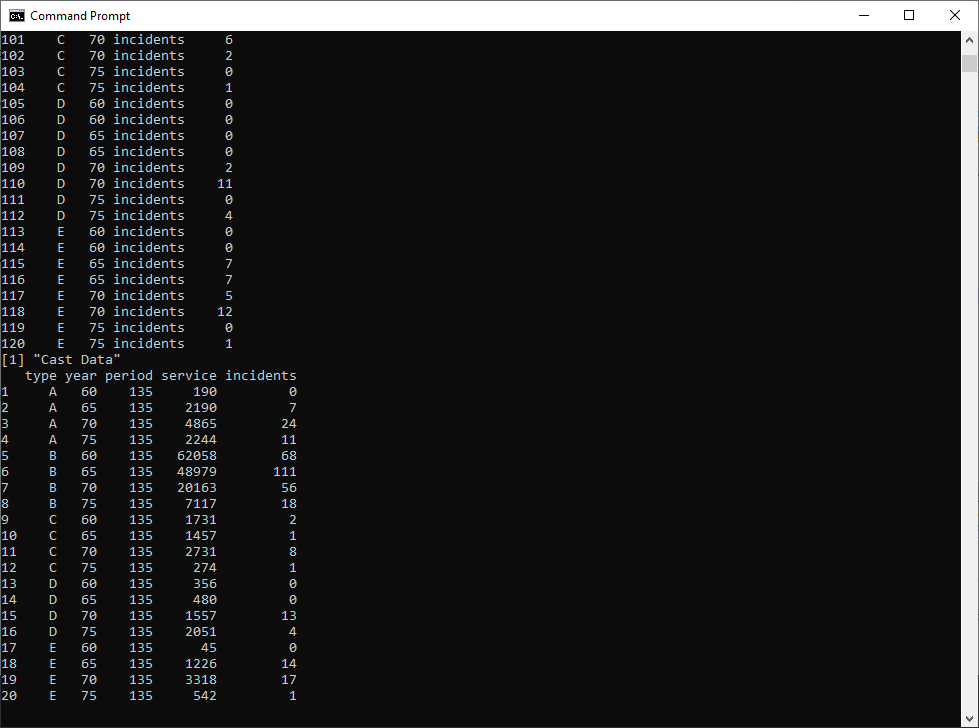 Command Prompt
101    C   70 incidents     6
102    C   70 incidents     2
103    C   75 incidents     0
104    C   75 incidents     1
105    D   60 incidents     0
106    D   60 incidents     0
107    D   65 incidents     0
108    D   65 incidents     0
109    D   70 incidents     2
110    D   70 incidents    11
111    D   75 incidents     0
112    D   75 incidents     4
113    E   60 incidents     0
114    E   60 incidents     0
115    E   65 incidents     7
116    E   65 incidents     7
117    E   70 incidents     5
118    E   70 incidents    12
119    E   75 incidents     0
120    E   75 incidents     1
[1] "Cast Data"
   type year period service incidents
1     A   60    135     190         0
2     A   65    135    2190         7
3     A   70    135    4865        24
4     A   75    135    2244        11
5     B   60    135   62058        68
6     B   65    135   48979       111
7     B   70    135   20163        56
8     B   75    135    7117        18
9     C   60    135    1731         2
10    C   65    135    1457         1
11    C   70    135    2731         8
12    C   75    135     274         1
13    D   60    135     356         0
14    D   65    135     480         0
15    D   70    135    1557        13
16    D   75    135    2051         4
17    E   60    135      45         0
18    E   65    135    1226        14
19    E   70    135    3318        17
20    E   75    135     542         1